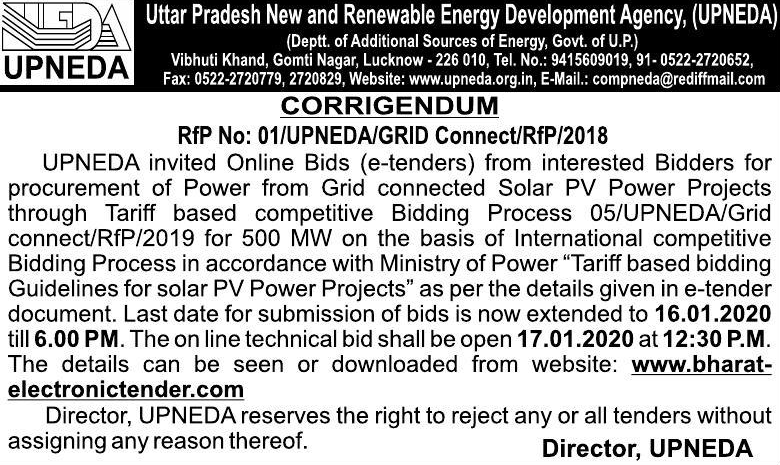 UPNEDA
Uttar Pradesh New and Renewable Energy Development Agency, (UPNEDA)
(Deptt. of Additional Sources of Energy, Govt. of U.P.)
Vibhuti Khand, Gomti Nagar, Lucknow - 226 010, Tel. No.: 9415609019, 91- 0522-2720652,
Fax: 0522-2720779, 2720829, Website: www.upneda.org.in, E-Mail.: compneda@rediffmail.com
CORRIGENDUM
RfP No: 01/UPNEDA/GRID Connect/RfP/2018
UPNEDA invited Online Bids (e-tenders) from interested Bidders for
procurement of Power from Grid connected Solar PV Power Projects
through Tariff based competitive Bidding Process 05/UPNEDA/Grid
connect/RfP/2019 for 500 MW on the basis of International competitive
Bidding Process in accordance with Ministry of Power “Tariff based bidding
Guidelines for solar PV Power Projects” as per the details given in e-tender
document. Last date for submission of bids is now extended to 16.01.2020
till 6.00 PM. The on line technical bid shall be open 17.01.2020 at 12:30 P.M.
The details can be seen or downloaded from website: www.bharat-
electronictender.com
Director, UPNEDA reserves the right to reject any or all tenders without
assigning any reason thereof.
Director, UPNEDA